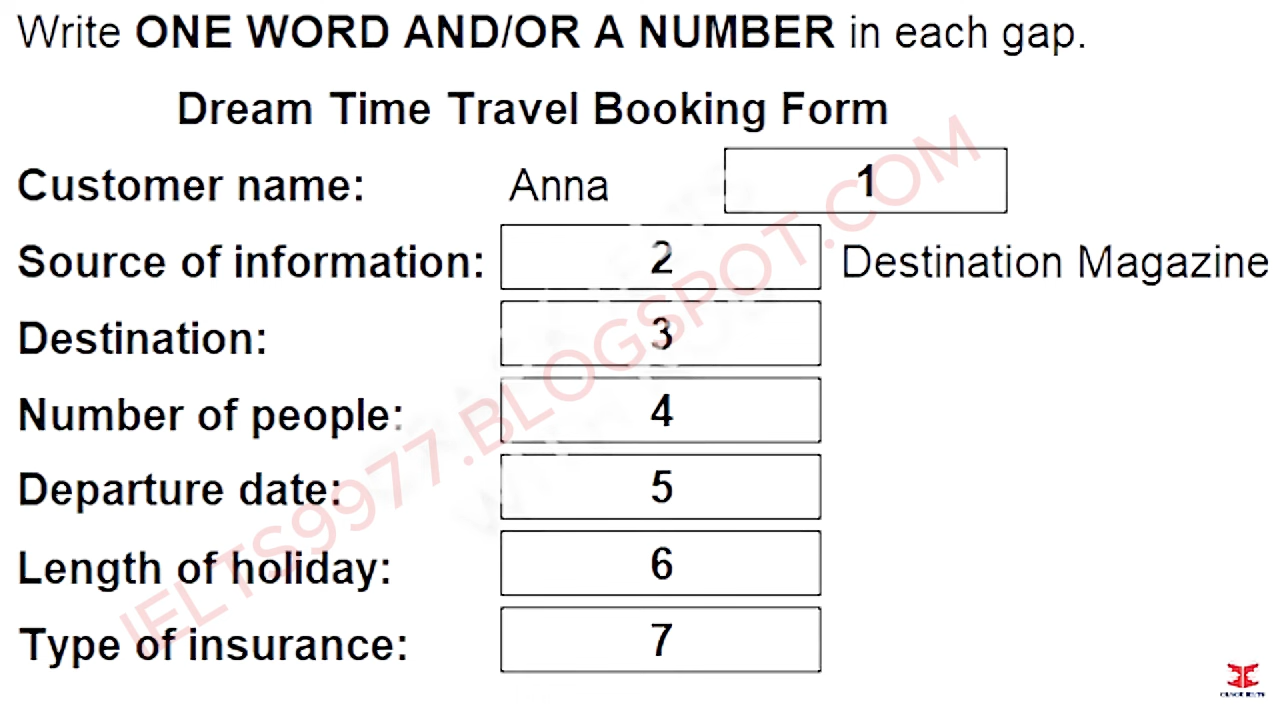 Write ONE WORD AND/OR A NUMBER in each gap.
Dream Time Travel Booking Form
Customer name: Anna 1
Source of information: 2 Destination Magazine
Destination: 3
Number of people: 4
Departure date: 5
Length of holiday: 6
Type of insurance: 7
IELTS9977.BLOGSPOT.COM